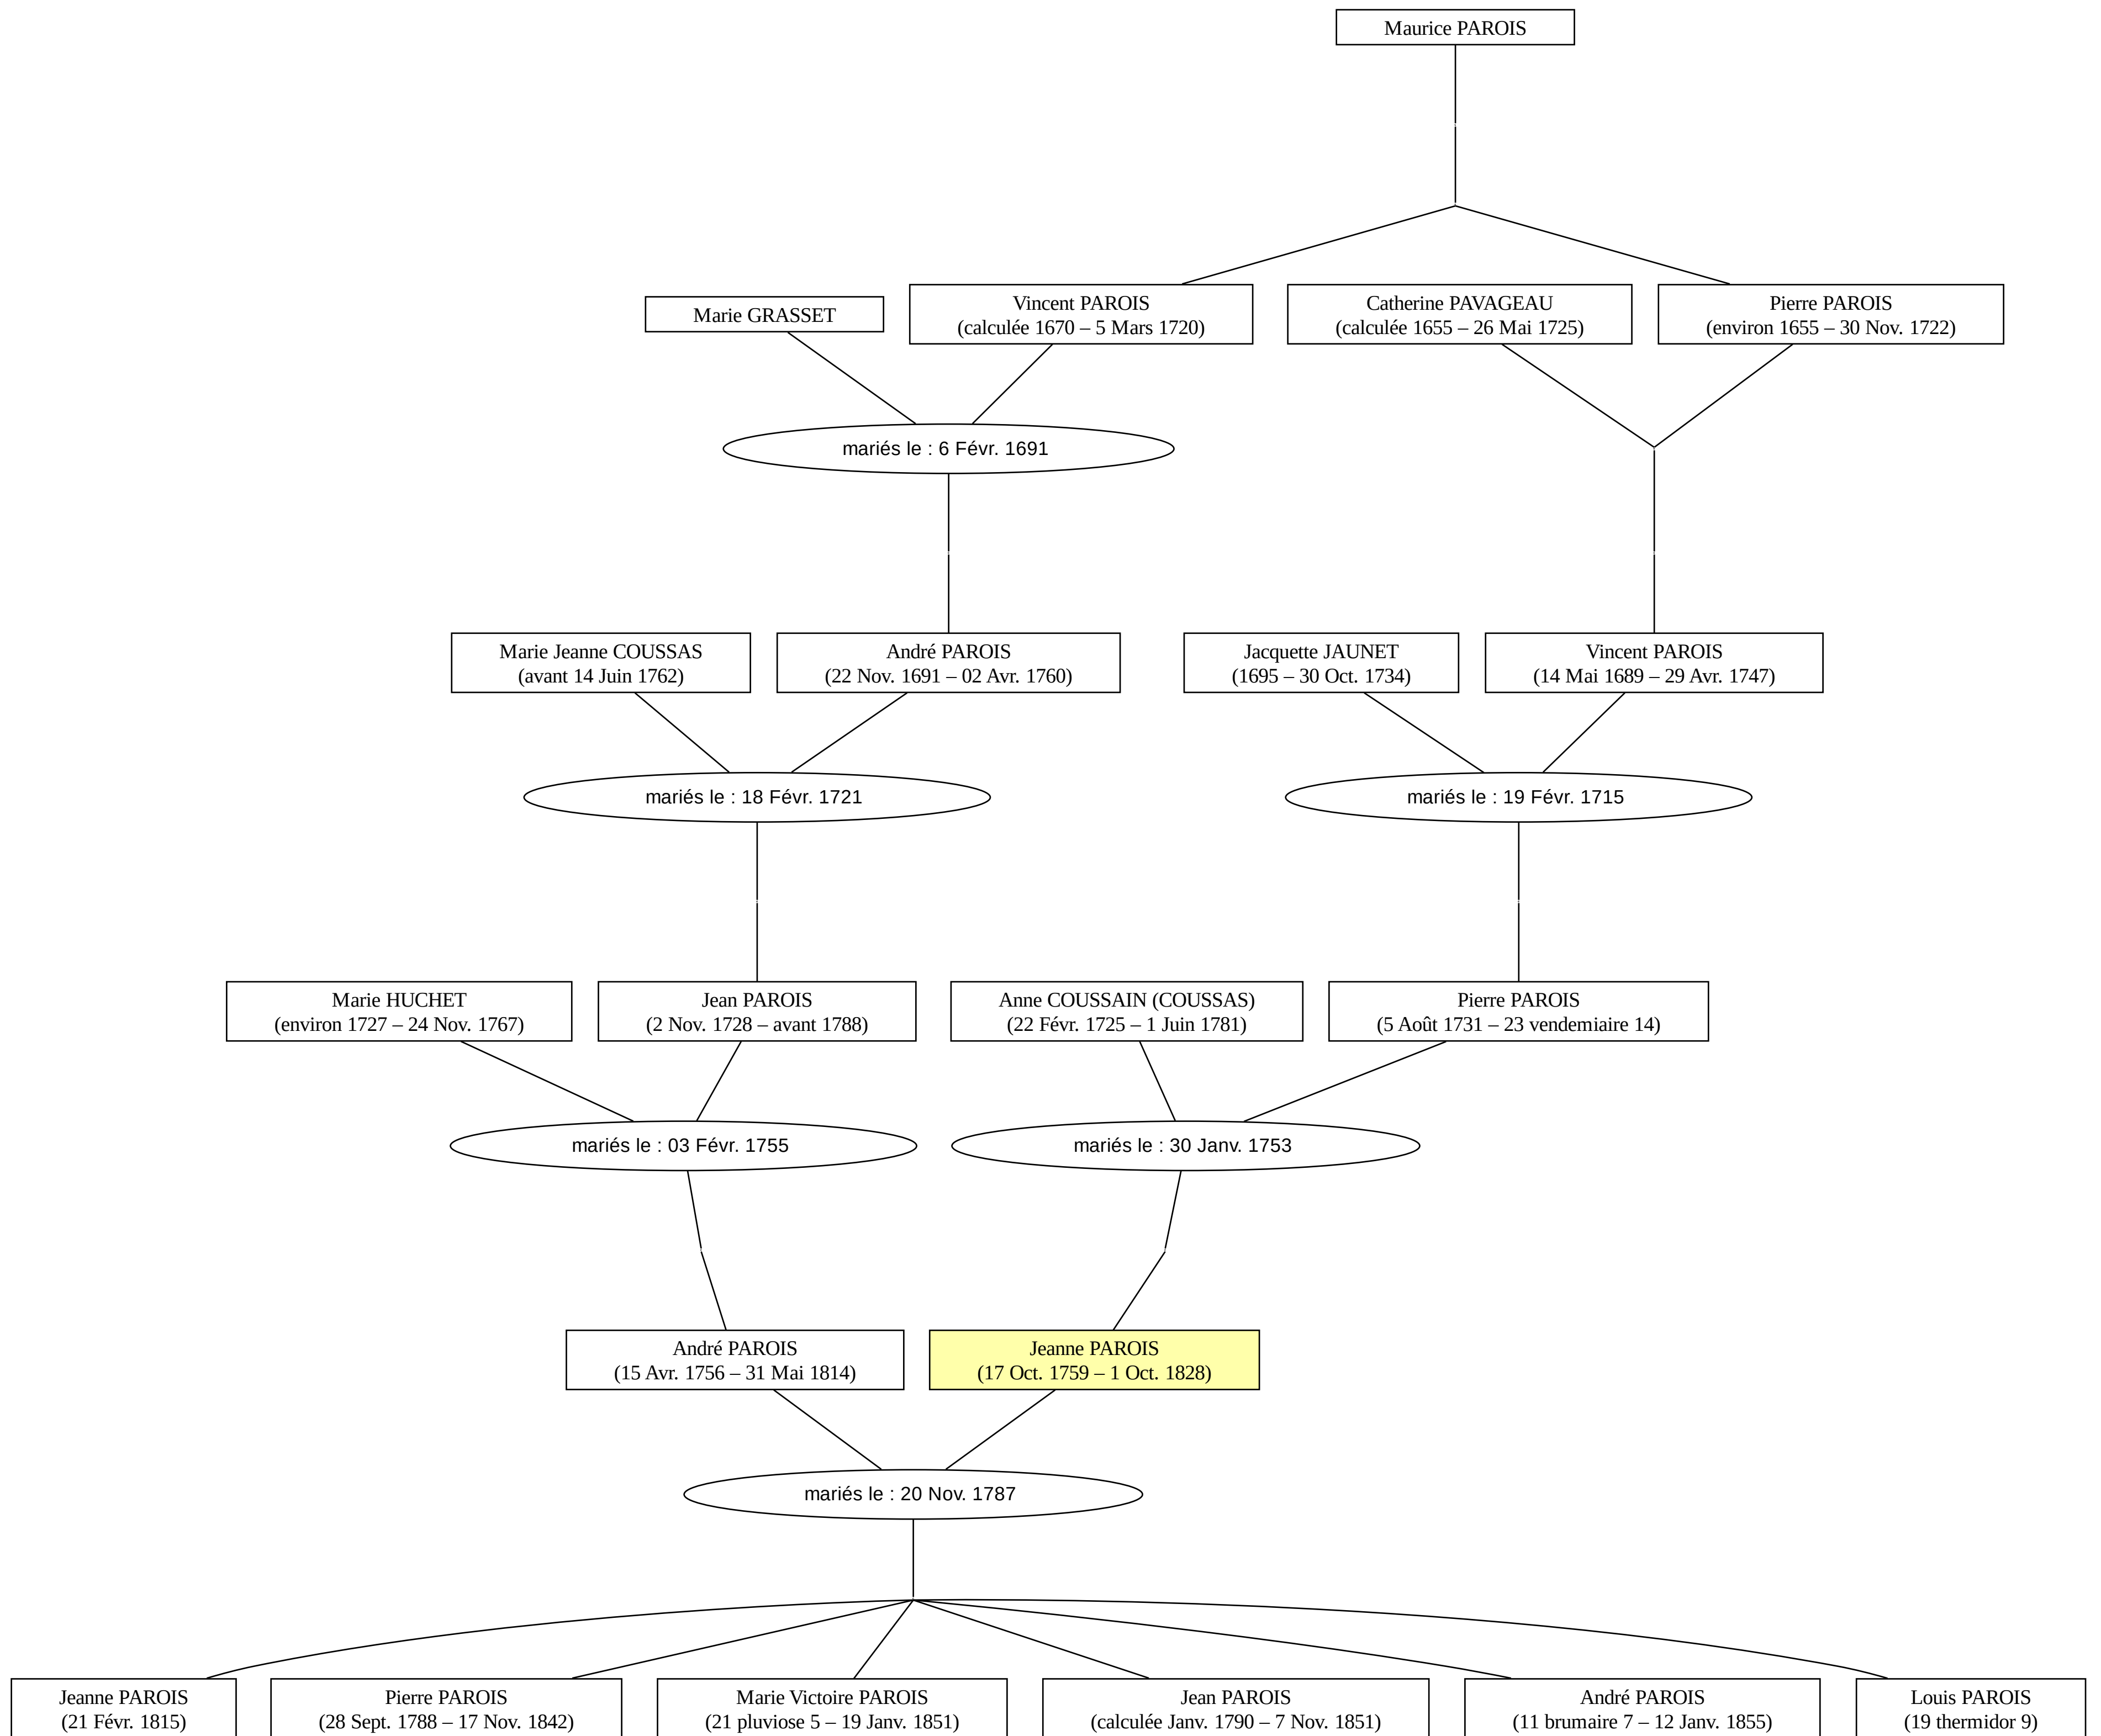 Maurice PAROIS
Marie GRASSET
Vincent PAROIS
(calculée 1670 – 5 Mars 1720)
Catherine PAVAGEAU
(calculée 1655 – 26 Mai 1725)
Pierre PAROIS
(environ 1655 – 30 Nov. 1722)
mariés le : 6 Févr. 1691
Marie Jeanne COUSSAS
(avant 14 Juin 1762)
André PAROIS
(22 Nov. 1691 – 02 Avr. 1760)
Jacquette JAUNET
(1695 – 30 Oct. 1734)
Vincent PAROIS
(14 Mai 1689 – 29 Avr. 1747)
mariés le : 18 Févr. 1721
mariés le : 19 Févr. 1715
Marie HUCHET
(environ 1727 – 24 Nov. 1767)
Jean PAROIS
(2 Nov. 1728 – avant 1788)
Anne COUSSAIN (COUSSAS)
(22 Févr. 1725 – 1 Juin 1781)
Pierre PAROIS
(5 Août 1731 – 23 vendemiaire 14)
mariés le : 03 Févr. 1755
mariés le : 30 Janv. 1753
André PAROIS
(15 Avr. 1756 – 31 Mai 1814)
Jeanne PAROIS
(17 Oct. 1759 – 1 Oct. 1828)
mariés le : 20 Nov. 1787
Jeanne PAROIS
(21 Févr. 1815)
Pierre PAROIS
(28 Sept. 1788 – 17 Nov. 1842)
Marie Victoire PAROIS
(21 pluviose 5 – 19 Janv. 1851)
Jean PAROIS
(calculée Janv. 1790 – 7 Nov. 1851)
André PAROIS
(11 brumaire 7 – 12 Janv. 1855)
Louis PAROIS
(19 thermidor 9)